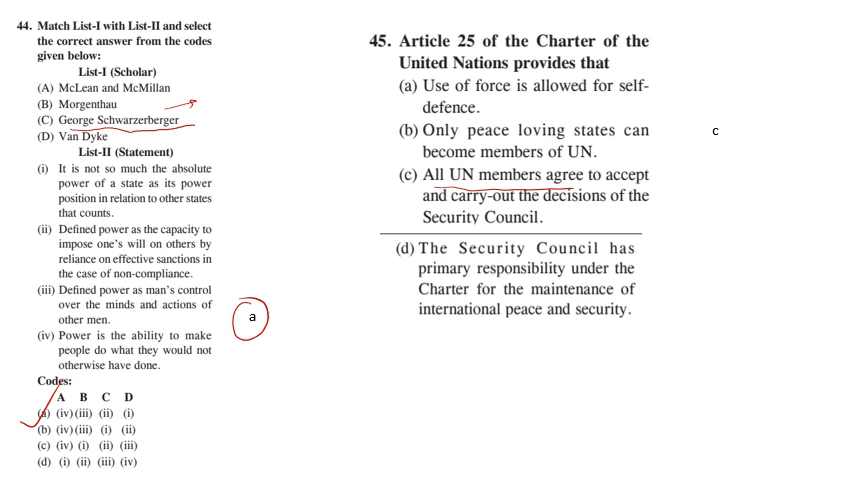 44. Match List-I with List-II and select
the correct answer from the codes
given below:
List-I (Scholar)
(A) McLean and McMillan
(B) Morgenthau
(C) George Schwarzerberger
(D) Van Dyke
List-II (Statement)
(i) It is not so much the absolute
power of a state as its power
position in relation to other states
that counts.
(ii) Defined power as the capacity to
impose one's will on others by
reliance on effective sanctions in
the case of non-compliance.
(iii) Defined power as man's control
over the minds and actions of
other men.
(iv) Power is the ability to make
people do what they would not
otherwise have done.
Codes:
A B C D
(a) (iv) (iii) (ii) (i)
(b) (iv) (iii) (i) (ii)
(c) (iv) (i) (ii) (iii)
(d) (i) (ii) (iii) (iv)
a
45. Article 25 of the Charter of the
United Nations provides that
(a) Use of force is allowed for self-
defence.
(b) Only peace loving states can
become members of UN.
(c) All UN members agree to accept
and carry-out the decisions of the
Security Council.
(d) The Security Council has
primary responsibility under the
Charter for the maintenance of
international peace and security.
c